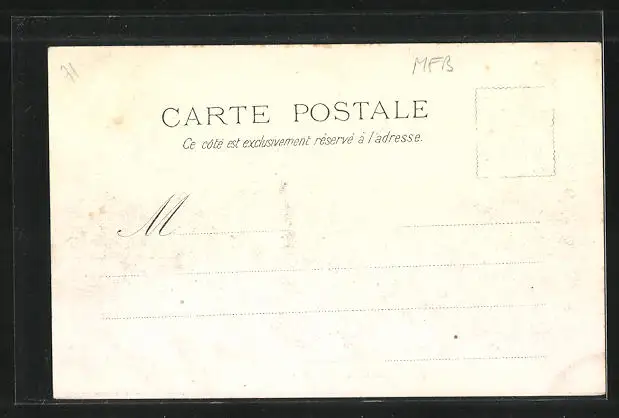 71
MFB
CARTE POSTALE
Ce côté est exclusivement réservé à l'adresse.
M